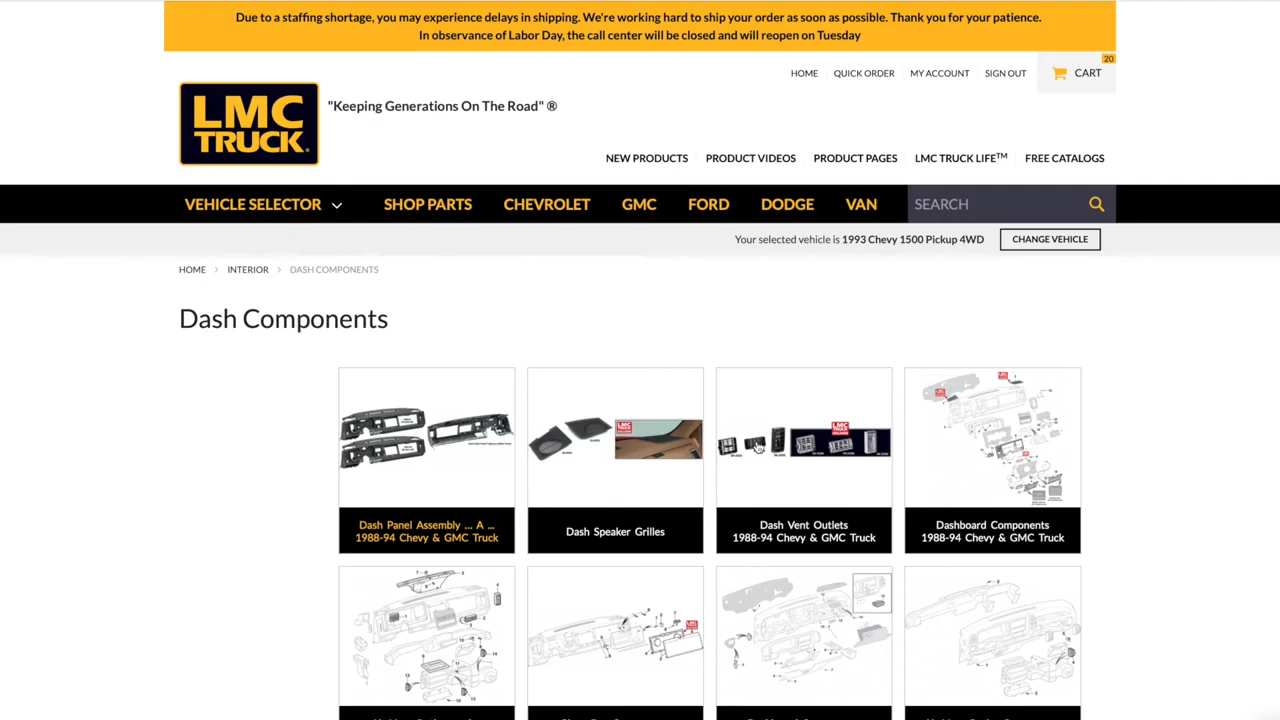 Due to a staffing shortage, you may experience delays in shipping. We're working hard to ship your order as soon as possible. Thank you for your patience.
In observance of Labor Day, the call center will be closed and will reopen on Tuesday
HOME QUICK ORDER MY ACCOUNT SIGN OUT CART 20
LMC
TRUCK
"Keeping Generations On The Road" ®
NEW PRODUCTS PRODUCT VIDEOS PRODUCT PAGES LMC TRUCK LIFE™ FREE CATALOGS
VEHICLE SELECTOR SHOP PARTS CHEVROLET GMC FORD DODGE VAN SEARCH
Your selected vehicle is 1993 Chevy 1500 Pickup 4WD CHANGE VEHICLE
HOME > INTERIOR > DASH COMPONENTS
Dash Components
Dash Panel Assembly ... A ...
1988-94 Chevy & GMC Truck
Dash Speaker Grilles
Dash Vent Outlets
1988-94 Chevy & GMC Truck
Dashboard Components
1988-94 Chevy & GMC Truck